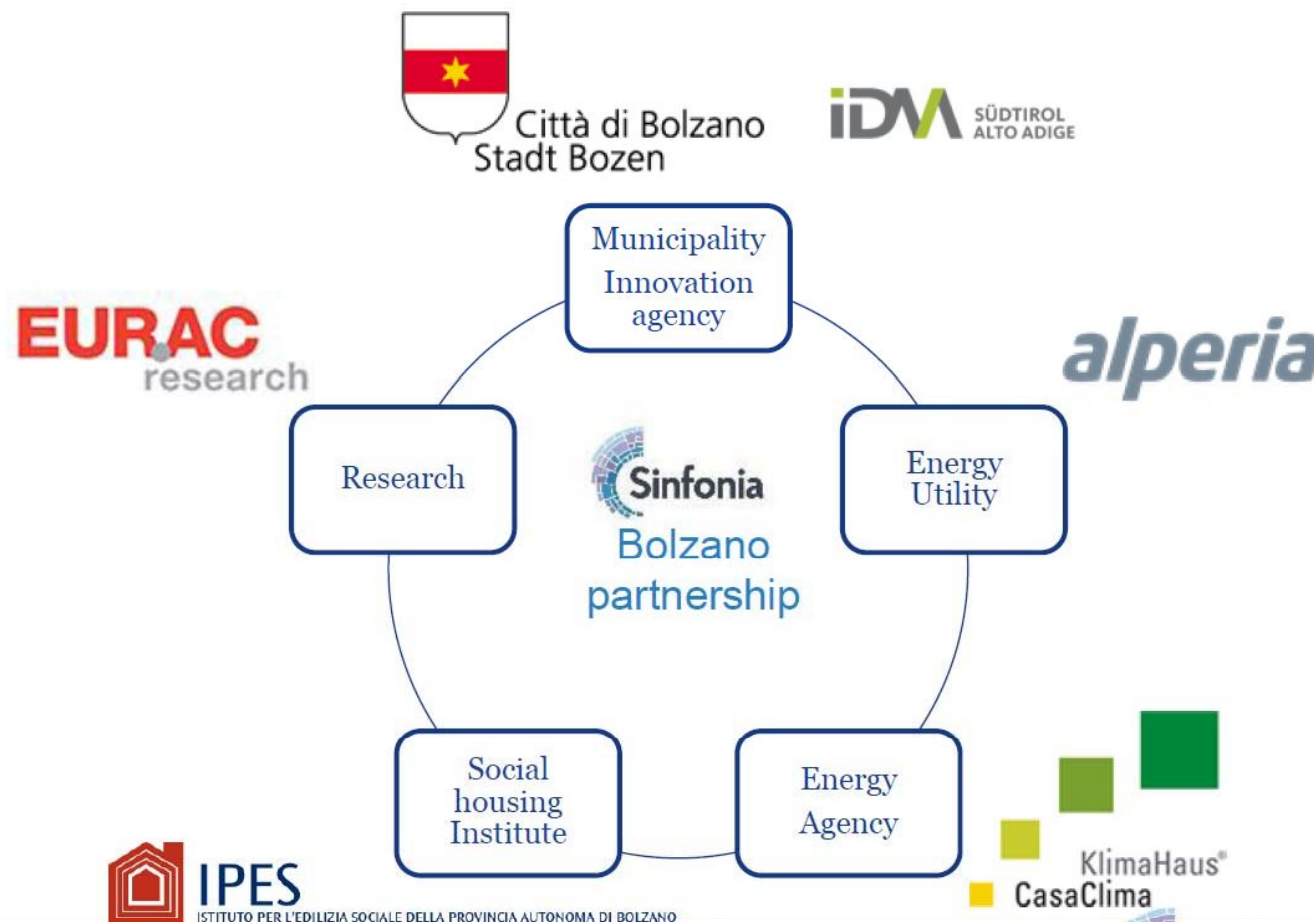 Città di Bolzano
Stadt Bozen
iDM SÜDTIROL
ALTO ADIGE
Municipality
Innovation
agency
EURAC
research
alperia
Research
Sinfonia
Bolzano
partnership
Energy
Utility
Social
housing
Institute
Energy
Agency
KlimaHaus®
CasaClima
IPES
ISTITUTO PER L'EDILIZIA SOCIALE DELLA PROVINCIA AUTONOMA DI BOLZANO